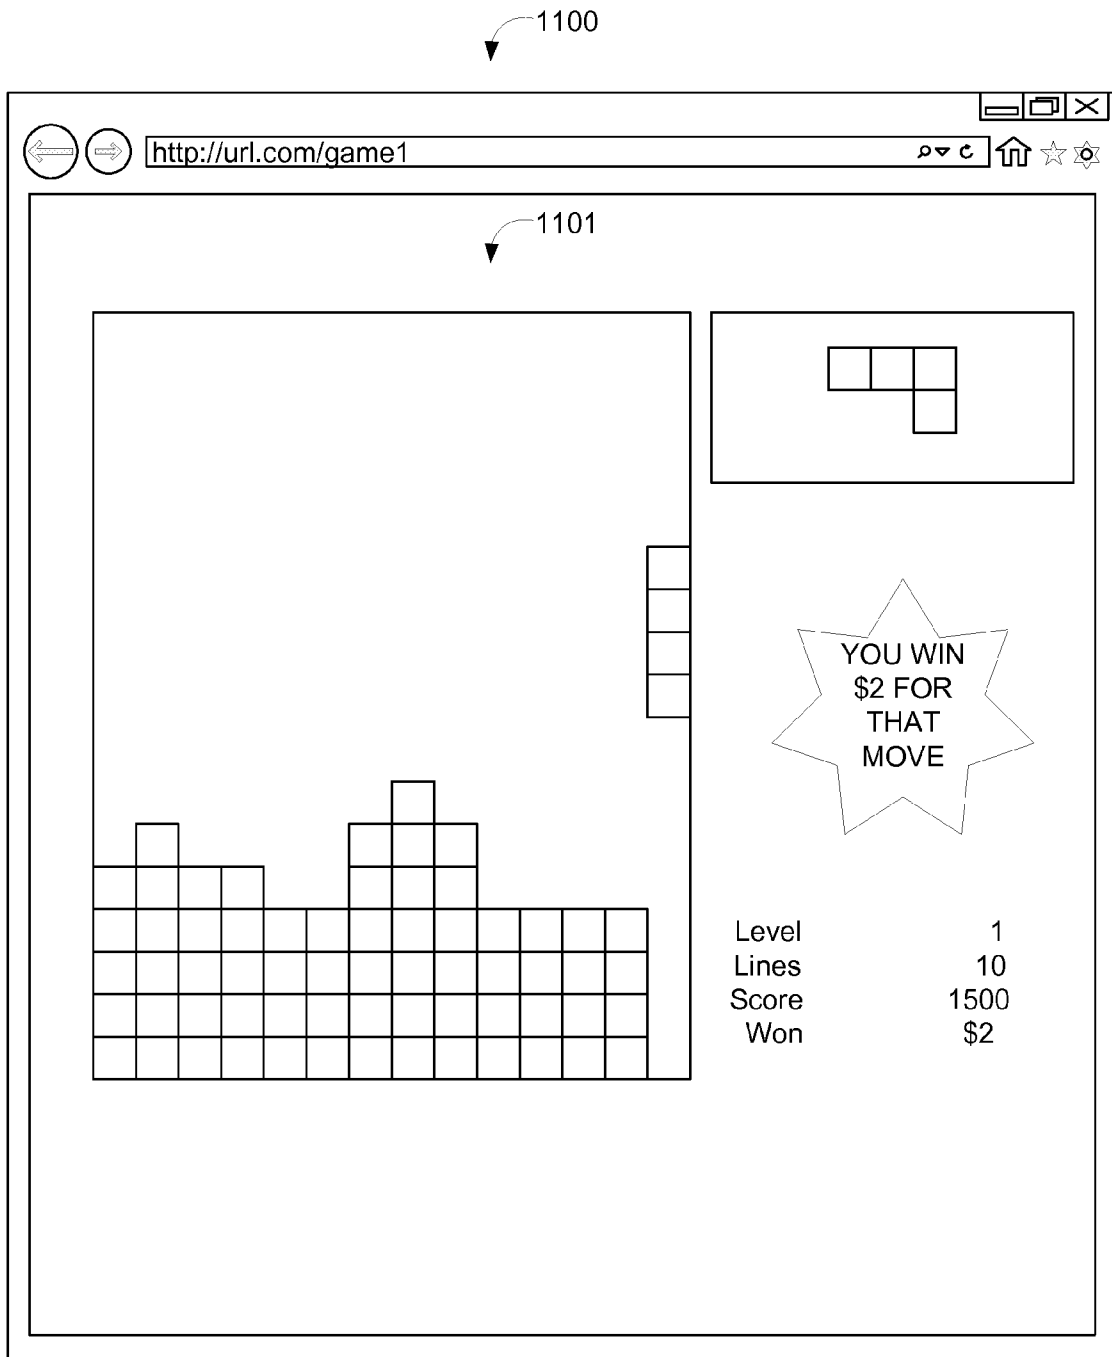 1100
http://url.com/game1
1101
YOU WIN
$2 FOR
THAT
MOVE
Level 1
Lines 10
Score 1500
Won $2